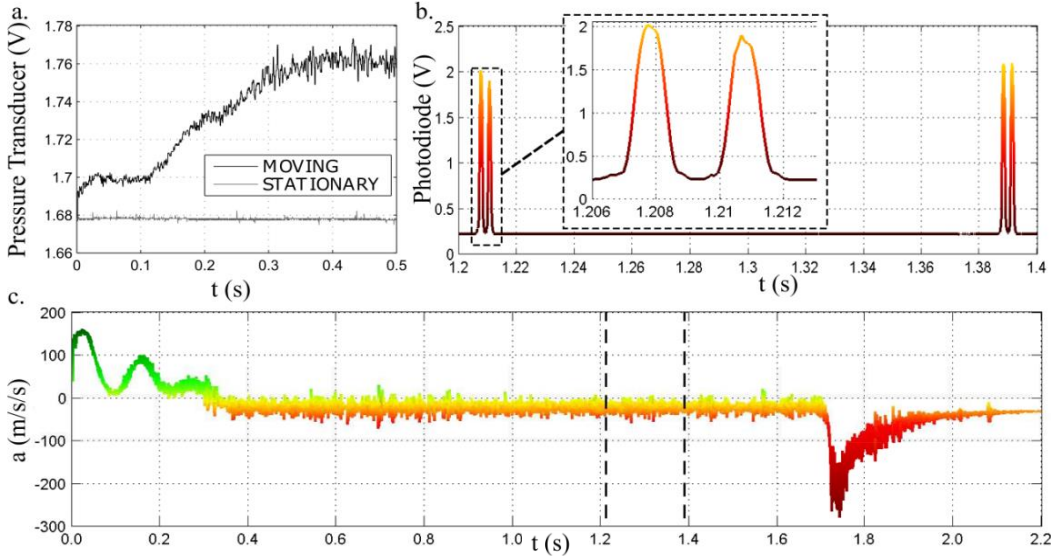 a.
Pressure Transducer (V).
1.78
1.76
1.74
1.72
1.7
1.68
1.66
MOVING
STATIONARY
0 0.1 0.2 0.3 0.4 0.5
t (s)
b.
Photodiode (V)
2.5
2
1.5
1
0.5
0
2
1.5
1
0.5
0
1.206 1.208 1.21 1.212
1.2 1.22 1.24 1.26 1.28 1.3 1.32 1.34 1.36 1.38 1.4
t (s)
c.
a (m/s/s)
200
100
0
-100
-200
-300
0.0 0.2 0.4 0.6 0.8 1.0 1.2 1.4 1.6 1.8 2.0 2.2
t (s)